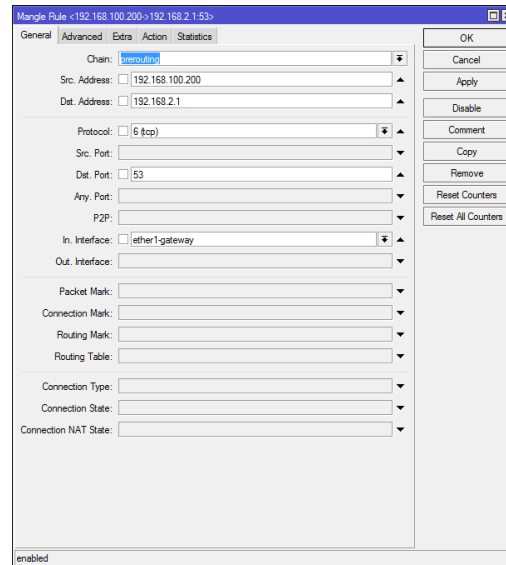 Mangle Rule <192.168.100.200->192.168.2.1:53>
General Advanced Extra Action Statistics
Chain: prerouting
Src. Address: 192.168.100.200
Dst. Address: 192.168.2.1
Protocol: 6 (tcp)
Src. Port:
Dst. Port: 53
Any. Port:
P2P:
In. Interface: ether1-gateway
Out. Interface:
Packet Mark:
Connection Mark:
Routing Mark:
Routing Table:
Connection Type:
Connection State:
Connection NAT State:
OK
Cancel
Apply
Disable
Comment
Copy
Remove
Reset Counters
Reset All Counters
enabled